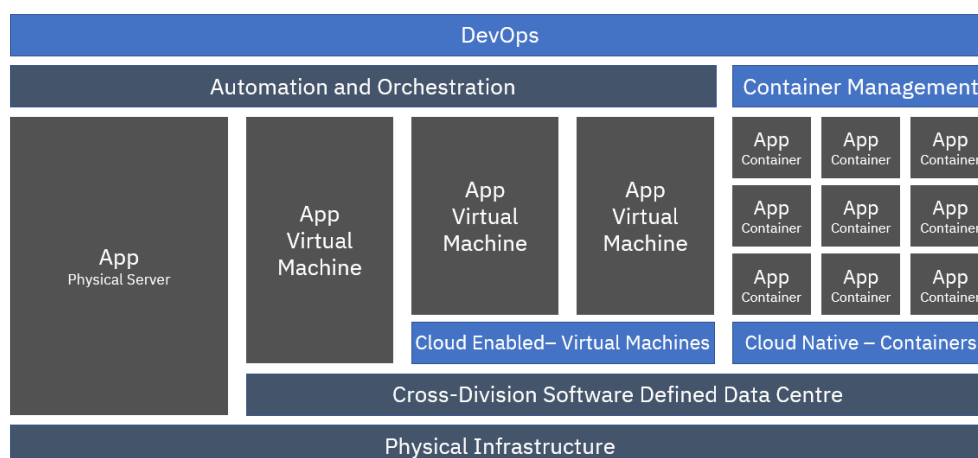 DevOps
Automation and Orchestration
Container Management
App
Physical Server
App
Virtual
Machine
App
Virtual
Machine
App
Virtual
Machine
App
Container
App
Container
App
Container
App
Container
App
Container
App
Container
App
Container
App
Container
App
Container
Cloud Enabled– Virtual Machines
Cloud Native – Containers
Cross-Division Software Defined Data Centre
Physical Infrastructure